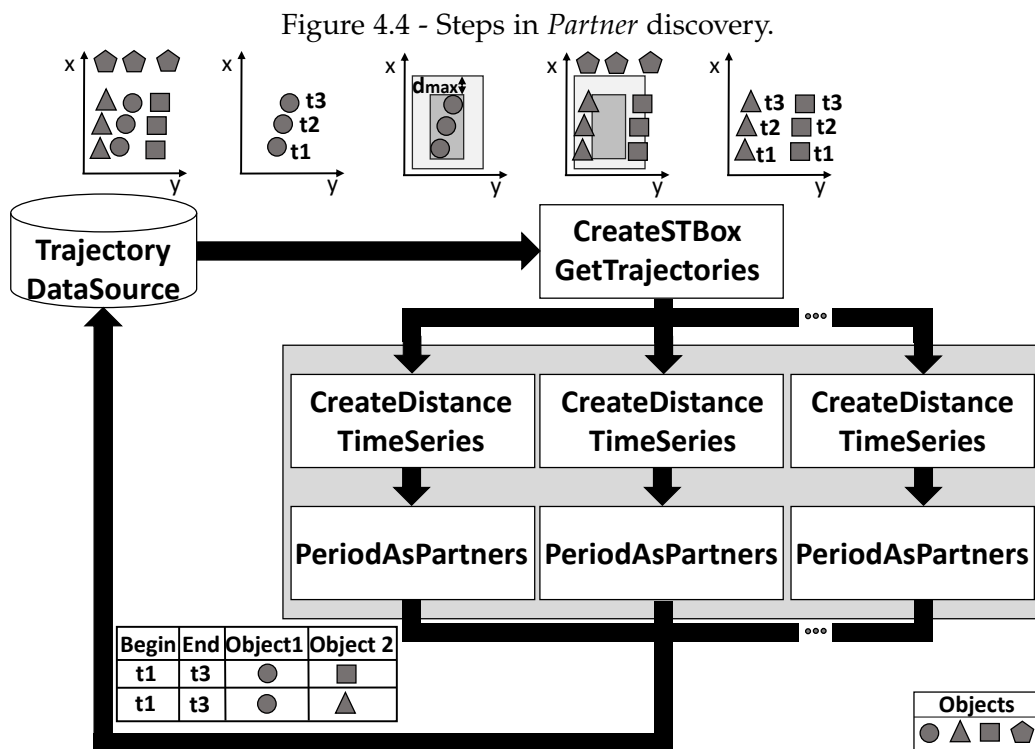 Figure 4.4 - Steps in Partner discovery.
x
y
x
t3
t2
t1
y
x
dmax
y
x
y
x
t3 t3
t2 t2
t1 t1
y
Trajectory
DataSource
CreateSTBox
GetTrajectories
CreateDistance
TimeSeries
CreateDistance
TimeSeries
CreateDistance
TimeSeries
PeriodAsPartners
PeriodAsPartners
PeriodAsPartners
Begin End Object1 Object 2
t1 t3
t1 t3
Objects